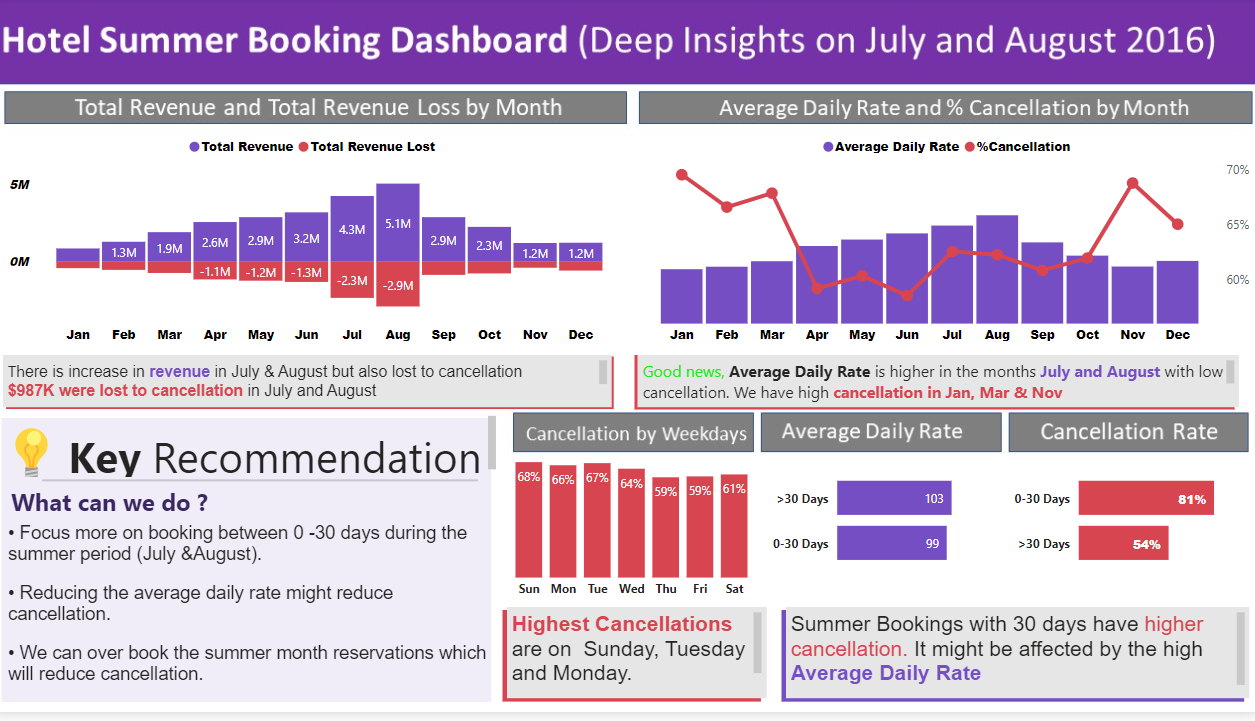 Hotel Summer Booking Dashboard (Deep Insights on July and August 2016)
Total Revenue and Total Revenue Loss by Month
Total Revenue Total Revenue Lost
5M
0M
1.3M 1.9M 2.6M 2.9M 3.2M 4.3M 5.1M 2.9M 2.3M 1.2M 1.2M
-1.1M -1.2M -1.3M -2.3M -2.9M
Jan Feb Mar Apr May Jun Jul Aug Sep Oct Nov Dec
There is increase in revenue in July & August but also lost to cancellation
$987K were lost to cancellation in July and August
Average Daily Rate and % Cancellation by Month
Average Daily Rate %Cancellation
70%
65%
60%
Jan Feb Mar Apr May Jun Jul Aug Sep Oct Nov Dec
Good news, Average Daily Rate is higher in the months July and August with low
cancellation. We have high cancellation in Jan, Mar & Nov
Key Recommendation
What can we do ?
• Focus more on booking between 0 -30 days during the
summer period (July &August).
• Reducing the average daily rate might reduce
cancellation.
• We can over book the summer month reservations which
will reduce cancellation.
Cancellation by Weekdays
68% 66% 67% 64% 59% 59% 61%
Sun Mon Tue Wed Thu Fri Sat
Highest Cancellations
are on Sunday, Tuesday
and Monday.
Average Daily Rate
>30 Days 103
0-30 Days 99
Cancellation Rate
0-30 Days 81%
>30 Days 54%
Summer Bookings with 30 days have higher
cancellation. It might be affected by the high
Average Daily Rate